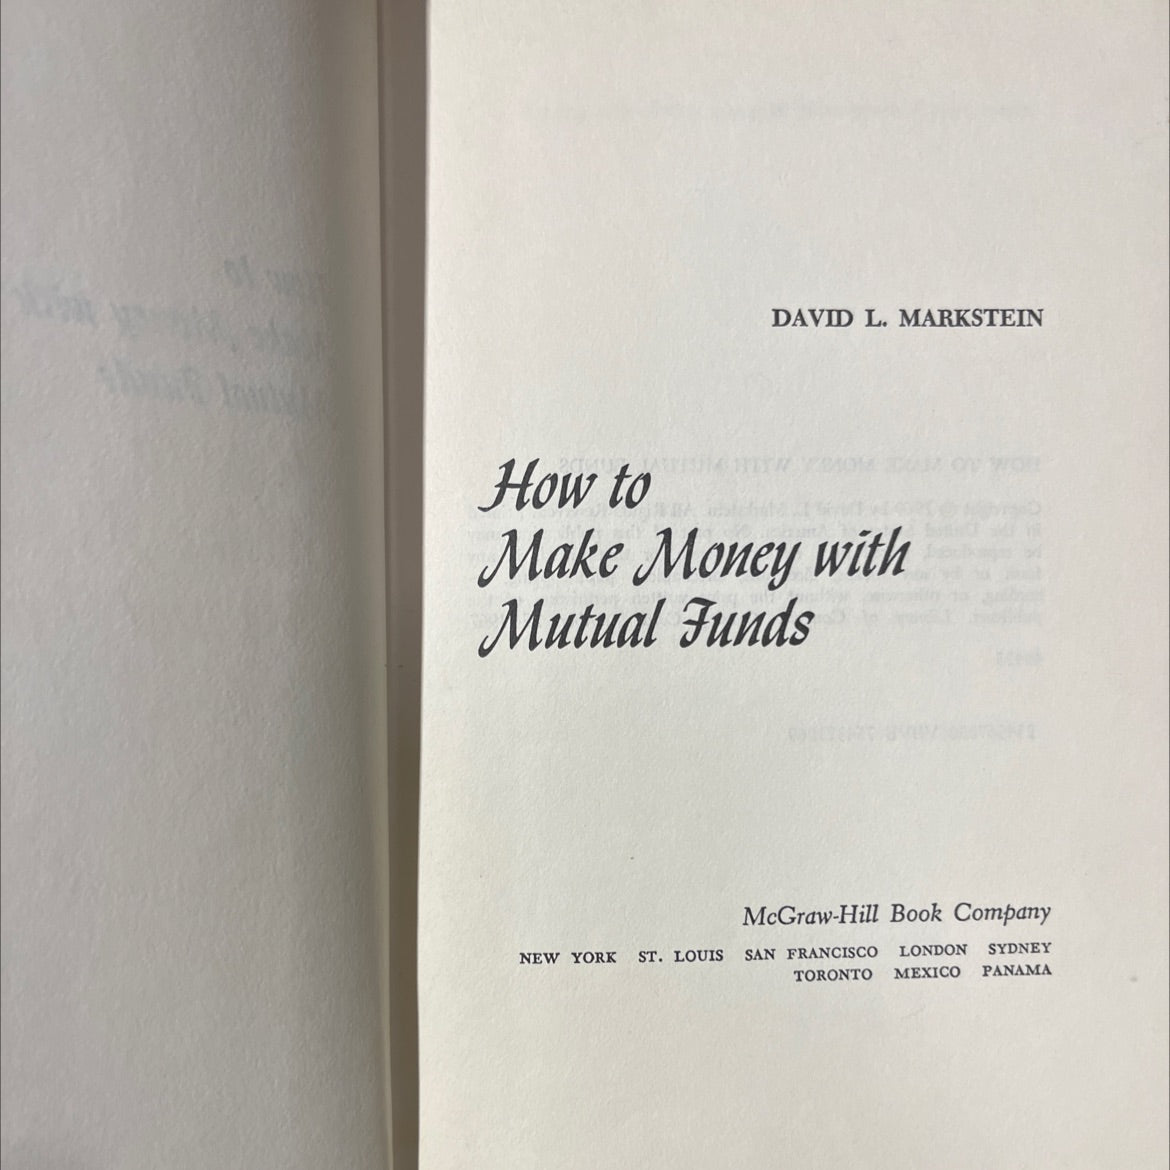 DAVID L. MARKSTEIN
How to
Make Money with
Mutual Funds
McGraw-Hill Book Company
NEW YORK ST. LOUIS SAN FRANCISCO LONDON SYDNEY
TORONTO MEXICO PANAMA